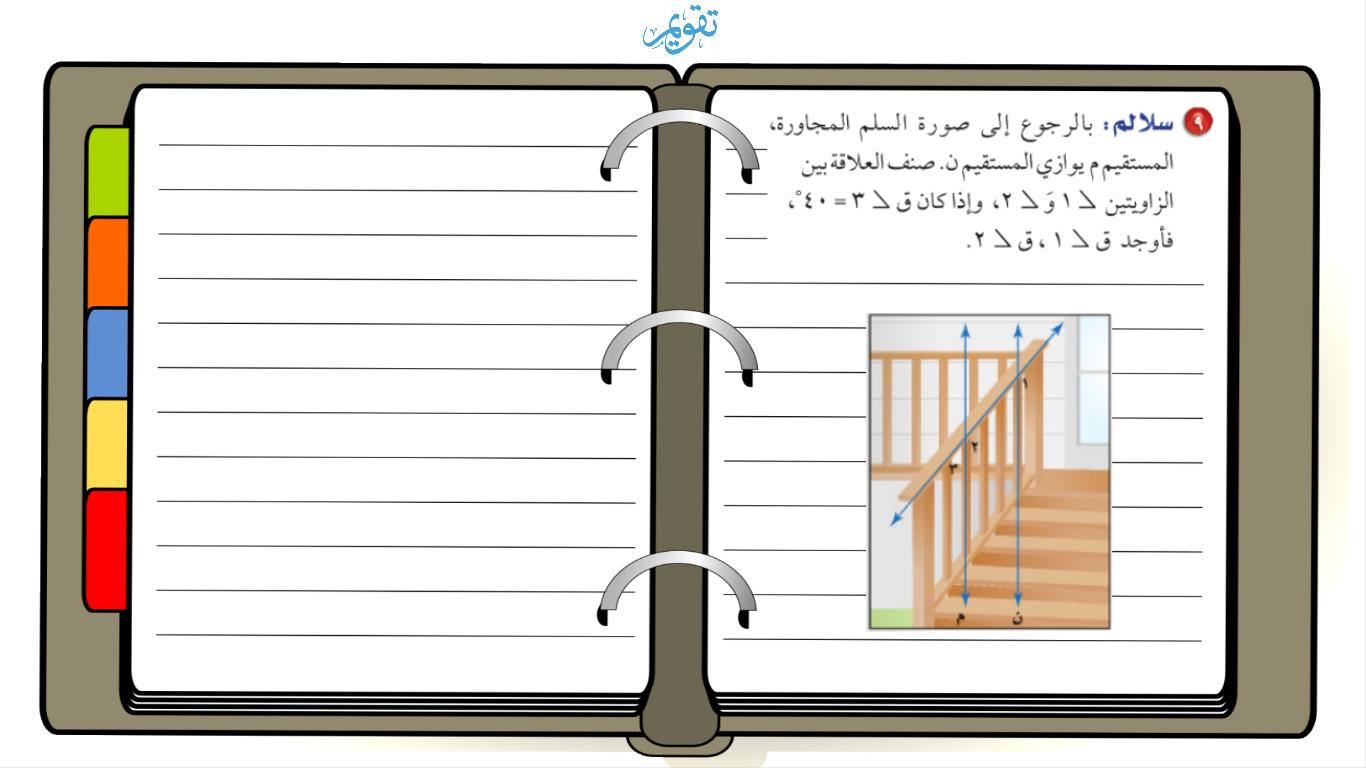 تقويم
٩ سلالم: بالرجوع إلى صورة السلم المجاورة،
المستقيم م يوازي المستقيم ن. صنف العلاقة بين
الزاويتين ∠ ١ وَ ∠ ٢، وإذا كان ق ∠ ٣ = ٤٠°،
فأوجد ق ∠ ١ ، ق ∠ ٢.
١
٢
٣
ن
م